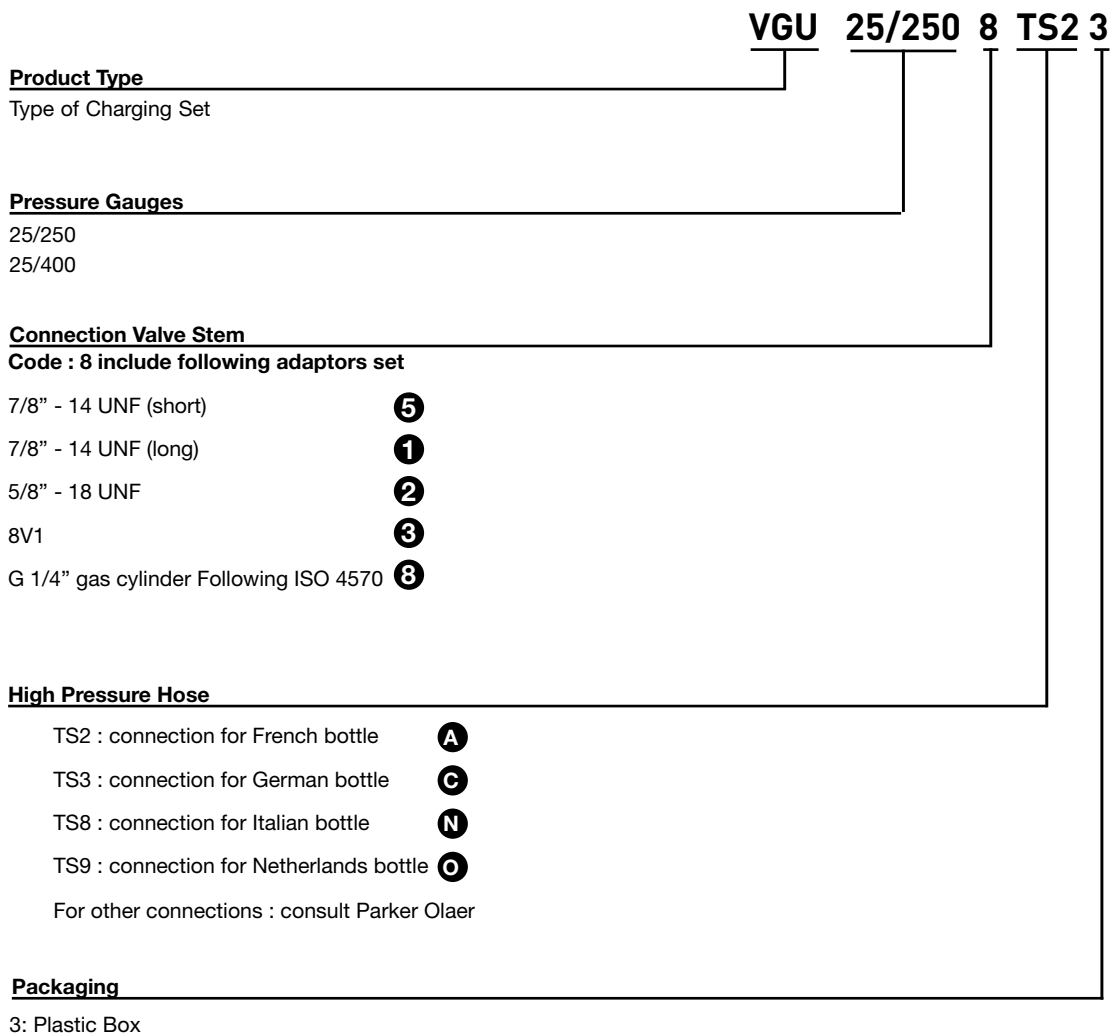 VGU 25/250 8 TS2 3
Product Type
Type of Charging Set
Pressure Gauges
25/250
25/400
Connection Valve Stem
Code : 8 include following adaptors set
7/8” - 14 UNF (short) 5
7/8” - 14 UNF (long) 1
5/8” - 18 UNF 2
8V1 3
G 1/4” gas cylinder Following ISO 4570 8
High Pressure Hose
TS2 : connection for French bottle A
TS3 : connection for German bottle C
TS8 : connection for Italian bottle N
TS9 : connection for Netherlands bottle O
For other connections : consult Parker Olaer
Packaging
3: Plastic Box